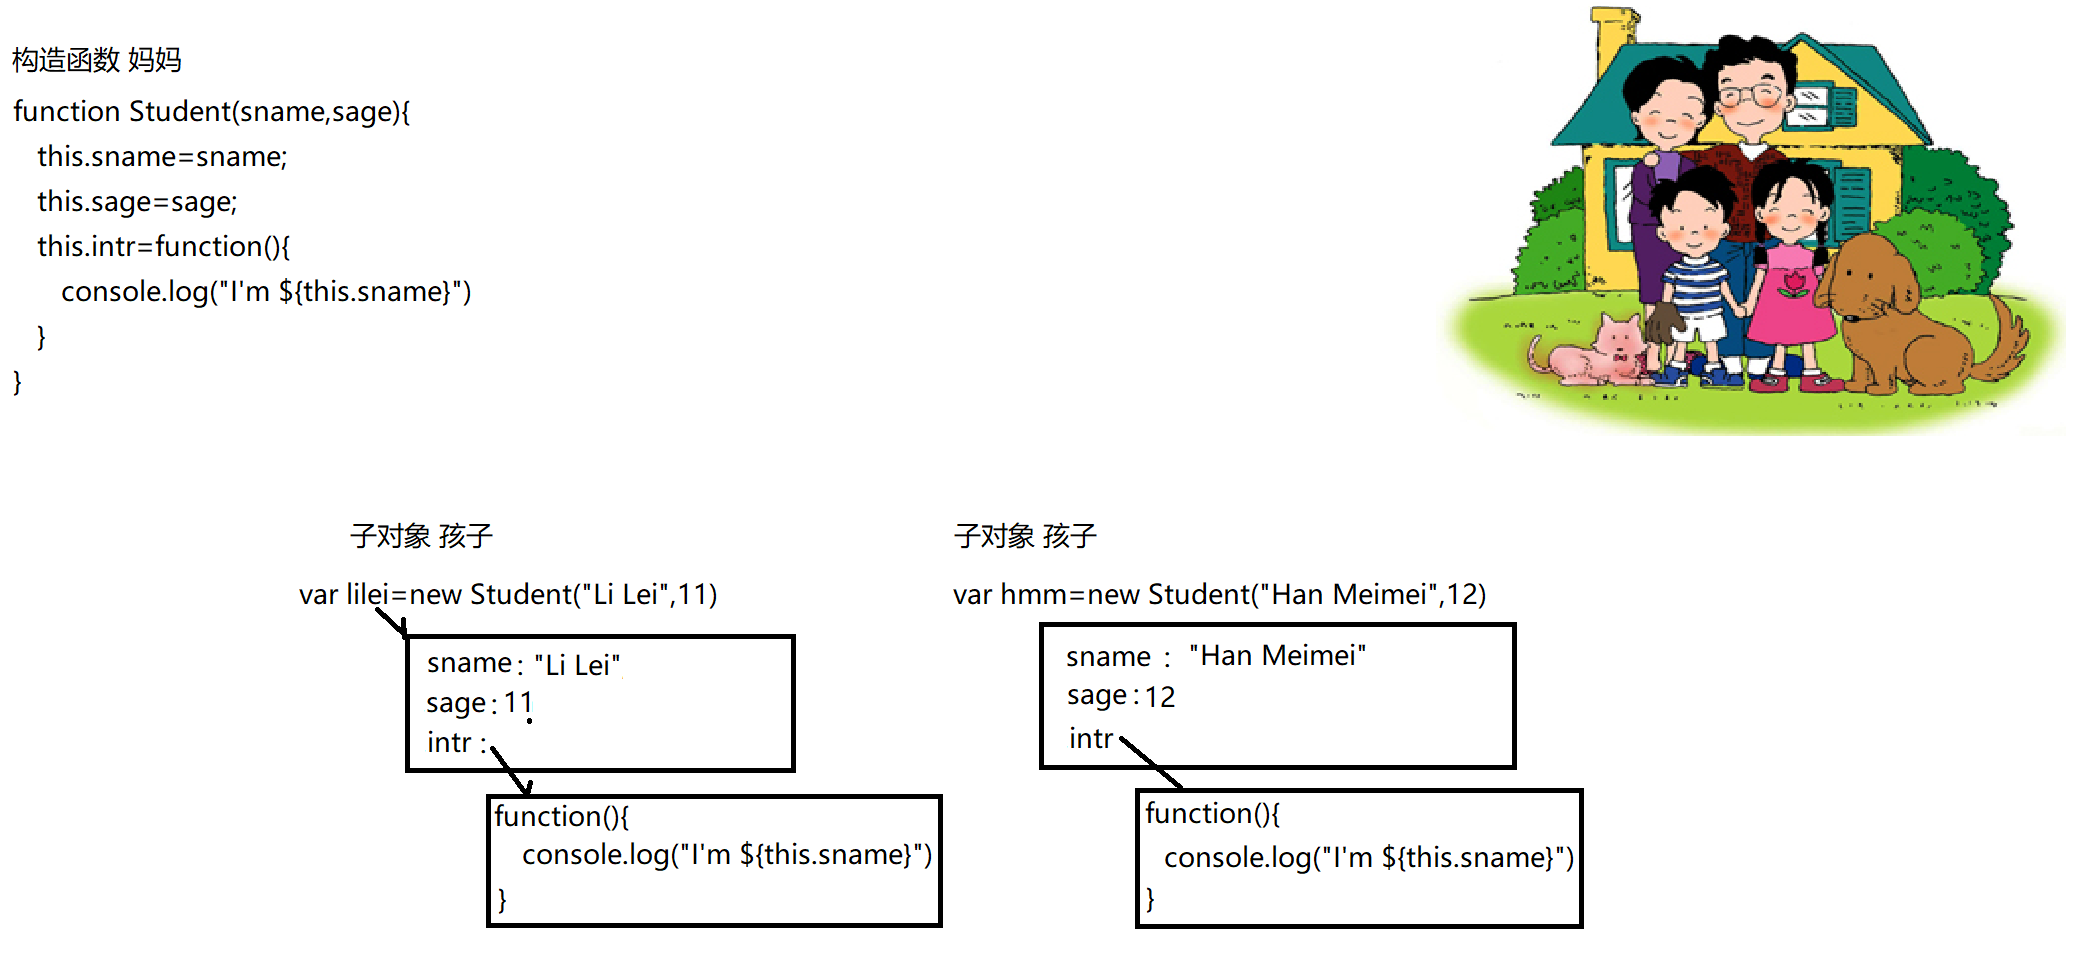 构造函数 妈妈
function Student(sname,sage){
this.sname=sname;
this.sage=sage;
this.intr=function(){
console.log("I'm ${this.sname}")
}
}
子对象 孩子
var lilei=new Student("Li Lei",11)
sname: "Li Lei"
sage: 11
intr :
function(){
console.log("I'm ${this.sname}")
}
子对象 孩子
var hmm=new Student("Han Meimei",12)
sname : "Han Meimei"
sage: 12
intr
function(){
console.log("I'm ${this.sname}")
}